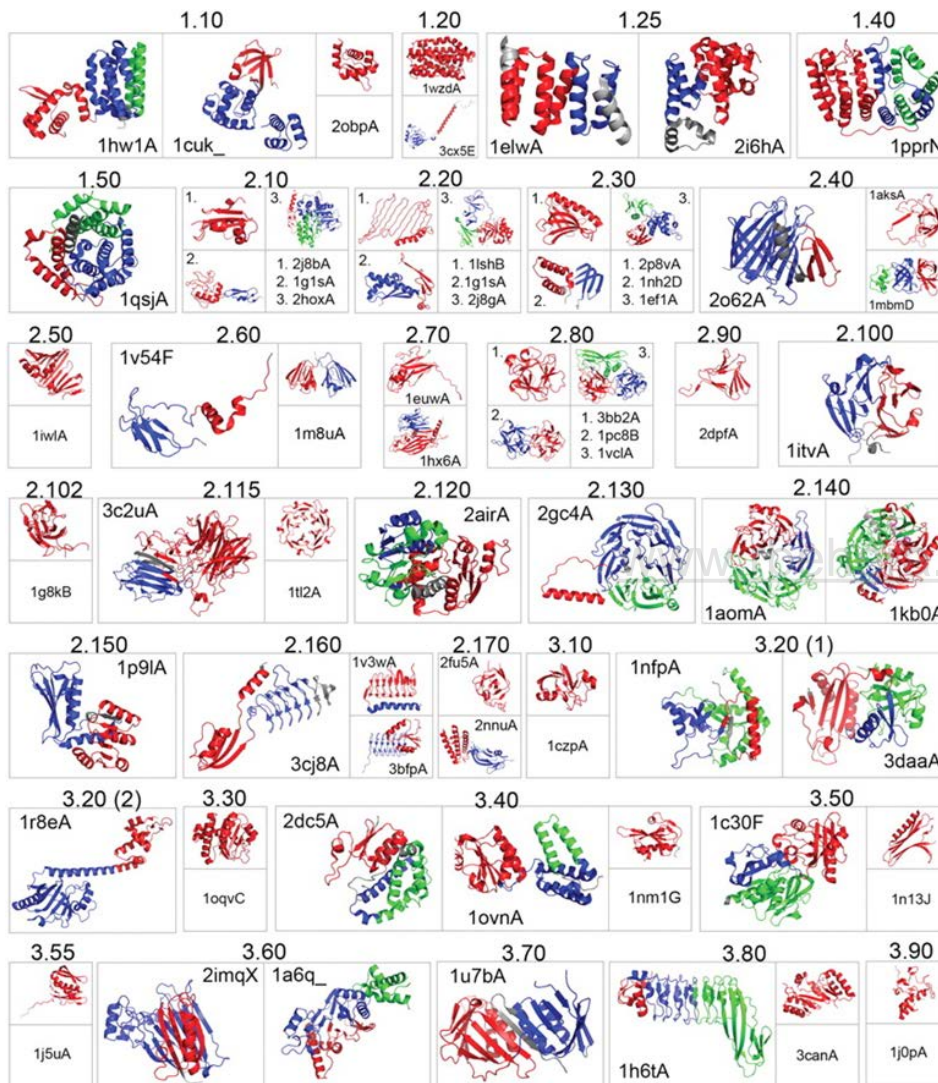 1.10
1.20
1.25
1.40
1hw1A
1cuk_
2obpA
1wzdA
3cx5E
1elwA
2i6hA
1pprN
1.50
2.10
2.20
2.30
2.40
1qsjA
1.
3.
2.
1. 2j8bA
2. 1g1sA
3. 2hoxA
1.
3.
2.
1. 1lshB
2. 1g1sA
3. 2j8gA
1.
3.
2.
1. 2p8vA
2. 1nh2D
3. 1ef1A
2o62A
1aksA
1mbmD
2.50
2.60
2.70
2.80
2.90
2.100
1iwlA
1v54F
1m8uA
1euwA
1hx6A
1.
3.
2.
1. 3bb2A
2. 1pc8B
3. 1vclA
2dpfA
1itvA
2.102
2.115
2.120
2.130
2.140
1g8kB
3c2uA
1tl2A
2airA
2gc4A
1aomA
1kb0A
2.150
2.160
2.170
3.10
3.20 (1)
1p9lA
3cj8A
1v3wA
3bfpA
2fu5A
2nnuA
1czpA
1nfpA
3daaA
3.20 (2)
3.30
3.40
3.50
1r8eA
1oqvC
2dc5A
1ovnA
1nm1G
1c30F
1n13J
3.55
3.60
3.70
3.80
3.90
1j5uA
2imqX
1a6q_
1u7bA
1h6tA
3canA
1j0pA